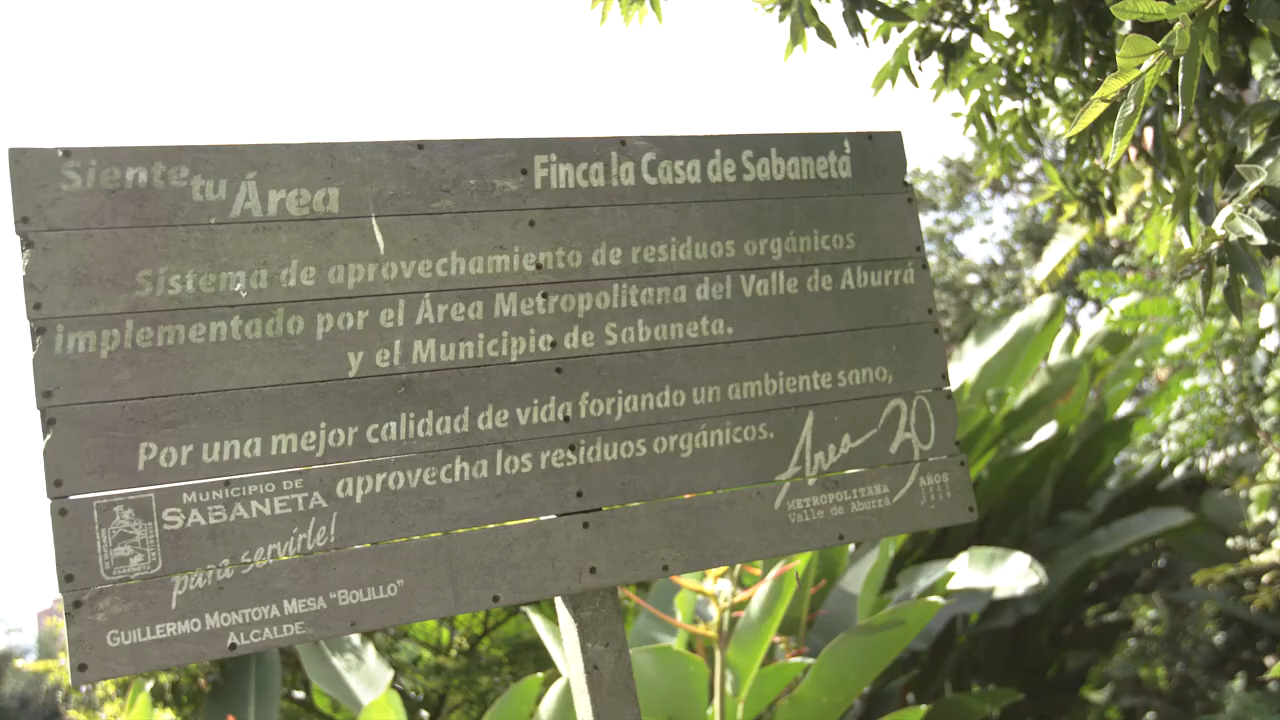 Siente tu Área
Finca la Casa de Sabaneta
Sistema de aprovechamiento de residuos orgánicos
implementado por el Área Metropolitana del Valle de Aburrá
y el Municipio de Sabaneta.
Por una mejor calidad de vida forjando un ambiente sano,
aprovecha los residuos orgánicos.
MUNICIPIO DE
SABANETA
para servirle!
GUILLERMO MONTOYA MESA "BOLILLO"
ALCALDE
Área 30
METROPOLITANA AÑOS
Valle de Aburrá